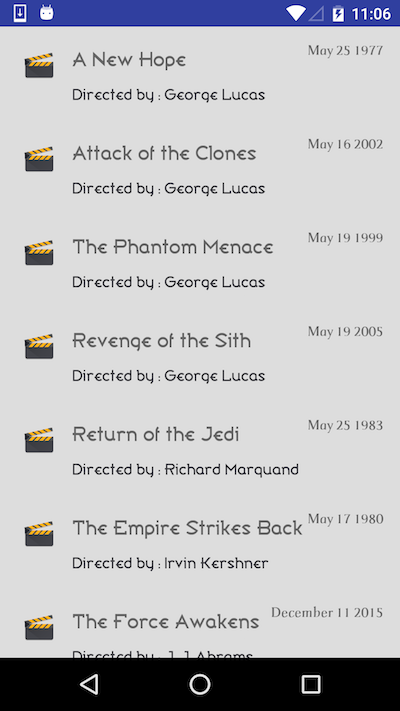 11:06
A New Hope
May 25 1977
Directed by : George Lucas
Attack of the Clones
May 16 2002
Directed by : George Lucas
The Phantom Menace
May 19 1999
Directed by : George Lucas
Revenge of the Sith
May 19 2005
Directed by : George Lucas
Return of the Jedi
May 25 1983
Directed by : Richard Marquand
The Empire Strikes Back
May 17 1980
Directed by : Irvin Kershner
The Force Awakens
December 11 2015
Directed by : J. J. Abrams